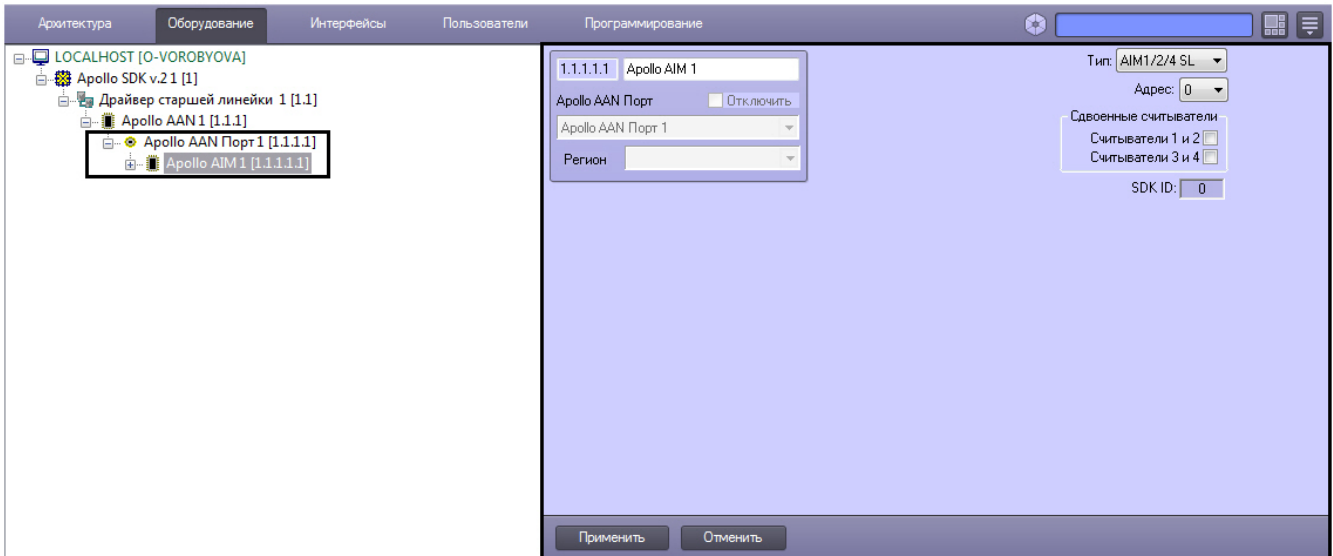 Архитектура Оборудование Интерфейсы Пользователи Программирование
LOCALHOST [O-VOROBYOVA]
Apollo SDK v.2 1 [1]
Драйвер старшей линейки 1 [1.1]
Apollo AAN 1 [1.1.1]
Apollo AAN Порт 1 [1.1.1.1]
Apollo AIM 1 [1.1.1.1.1]
1.1.1.1.1 Apollo AIM 1
Apollo AAN Порт Отключить
Apollo AAN Порт 1
Регион
Тип: AIM1/2/4 SL
Адрес: 0
Сдвоенные считыватели
Считыватели 1 и 2
Считыватели 3 и 4
SDK ID: 0
Применить Отменить